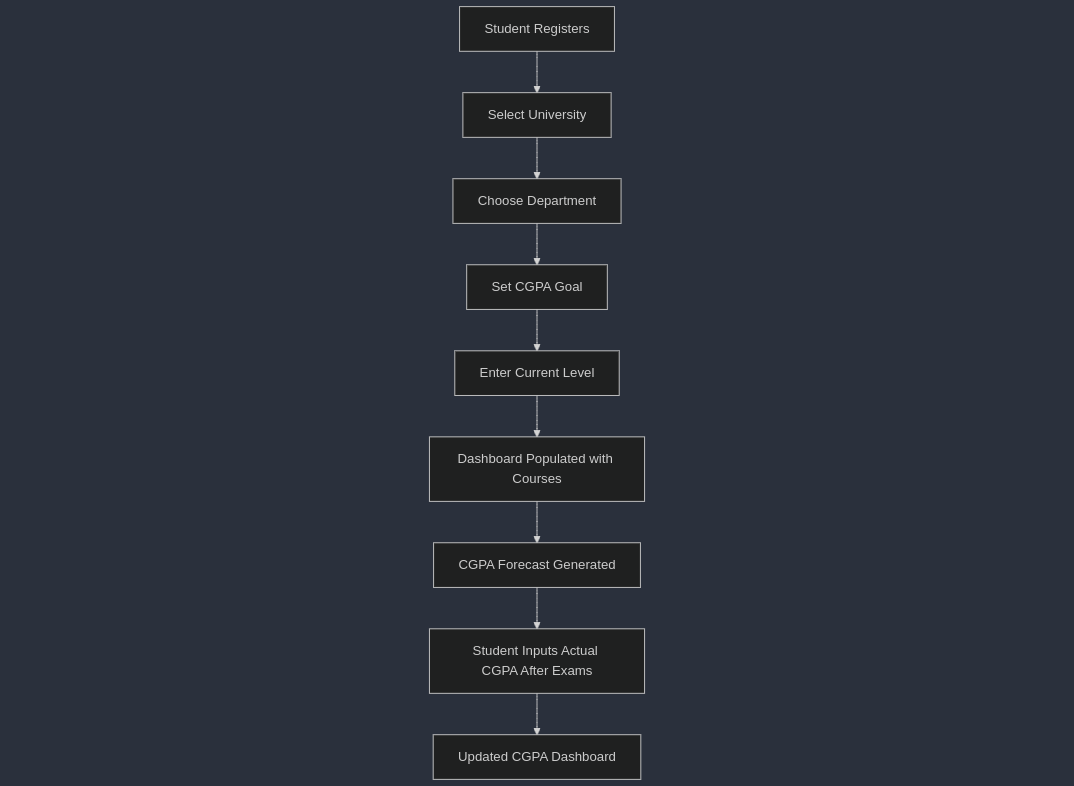 Student Registers
Select University
Choose Department
Set CGPA Goal
Enter Current Level
Dashboard Populated with
Courses
CGPA Forecast Generated
Student Inputs Actual
CGPA After Exams
Updated CGPA Dashboard